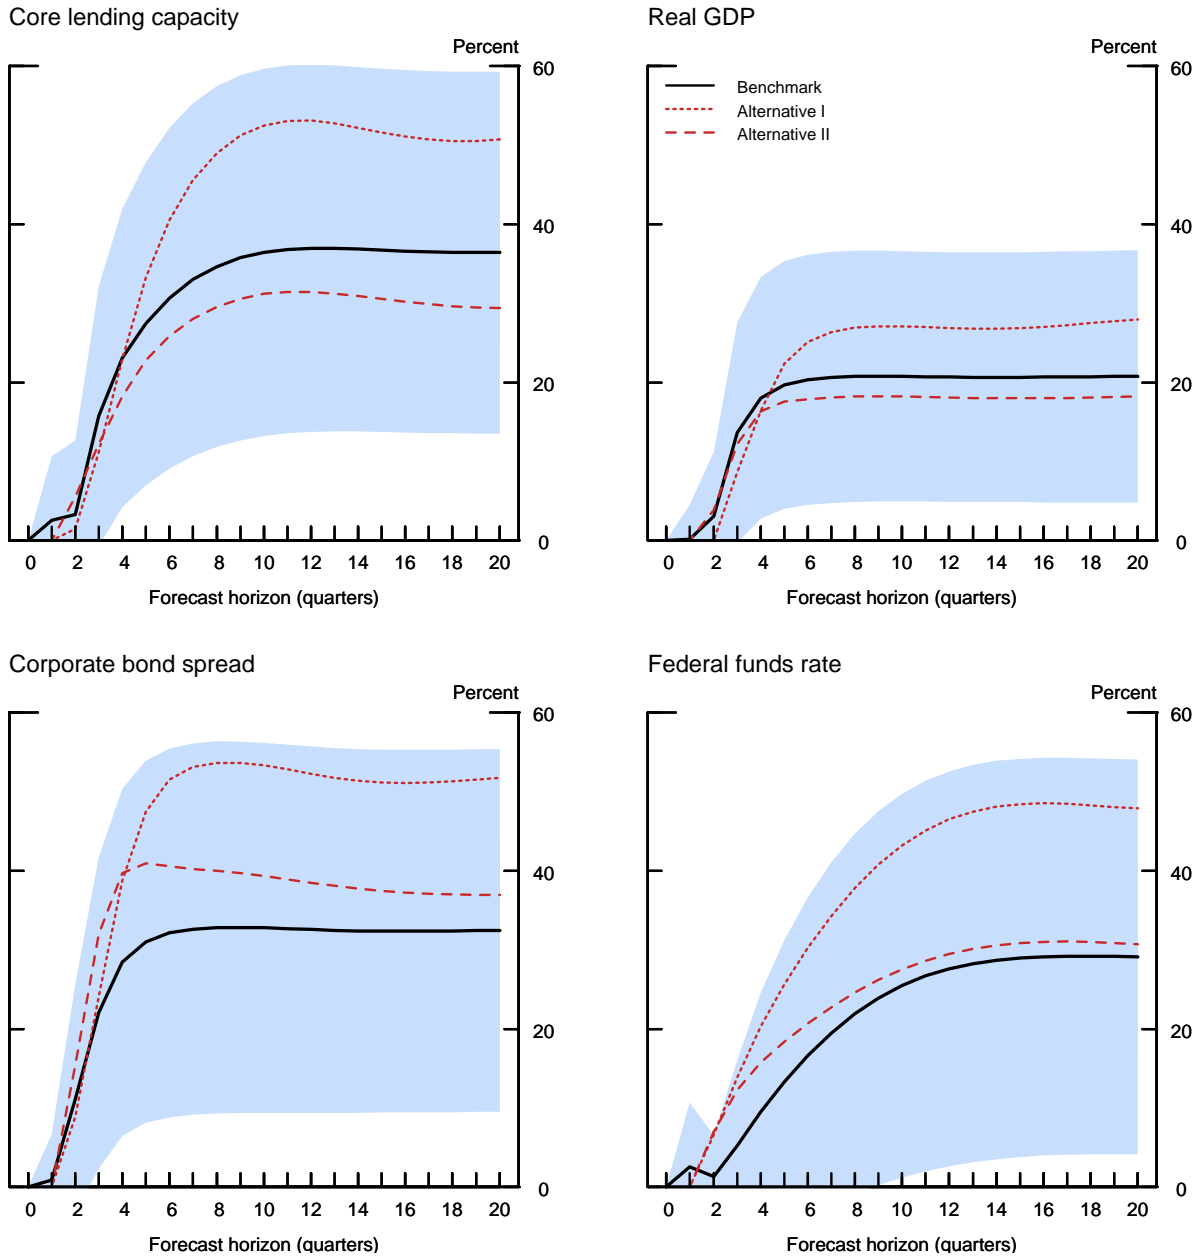 Core lending capacity
Percent
60
40
20
0
0 2 4 6 8 10 12 14 16 18 20
Forecast horizon (quarters)
Real GDP
Percent
60
Benchmark
Alternative I
Alternative II
40
20
0
0 2 4 6 8 10 12 14 16 18 20
Forecast horizon (quarters)
Corporate bond spread
Percent
60
40
20
0
0 2 4 6 8 10 12 14 16 18 20
Forecast horizon (quarters)
Federal funds rate
Percent
60
40
20
0
0 2 4 6 8 10 12 14 16 18 20
Forecast horizon (quarters)